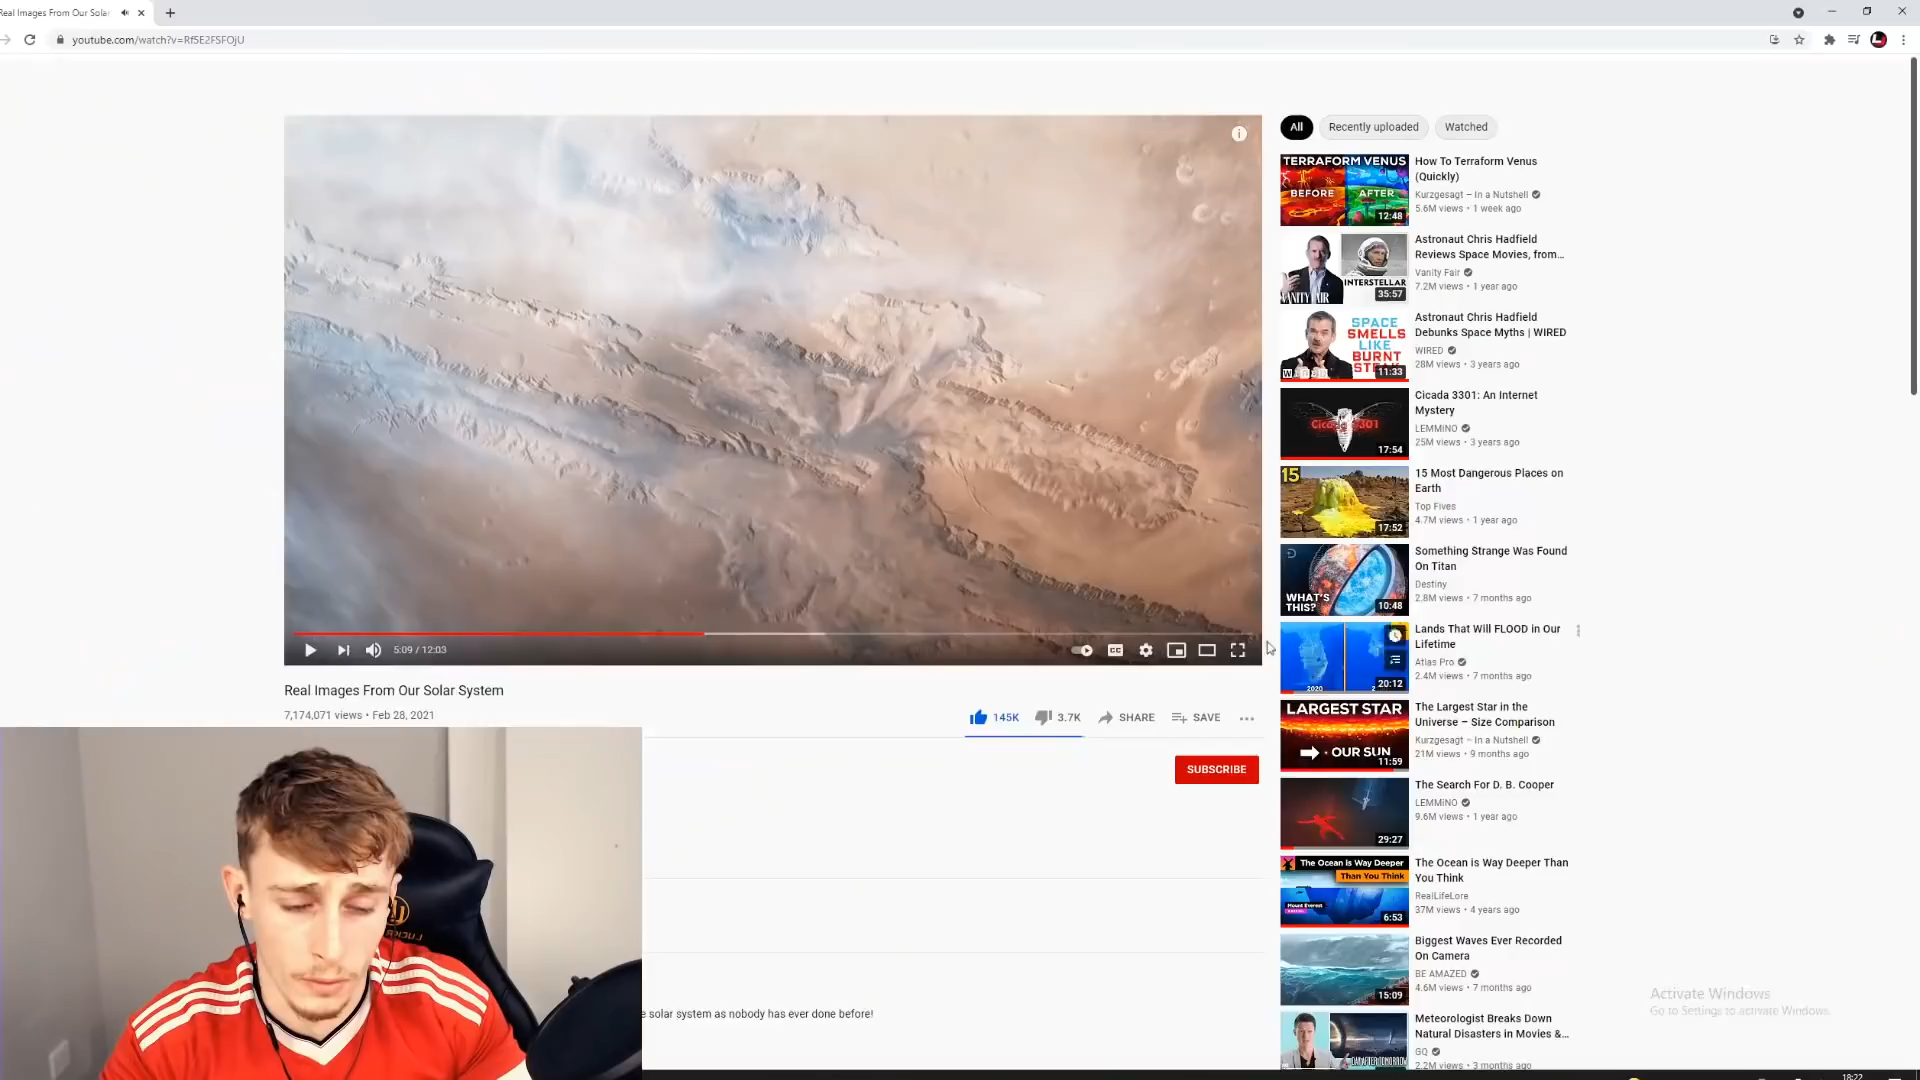 Real Images From Our Solar
youtube.com/watch?v=Rf5E2FSFOjU
All
Recently uploaded
Watched
5:09 / 12:03
CC
Real Images From Our Solar System
7,174,071 views • Feb 28, 2021
145K
3.7K
SHARE
SAVE
SUBSCRIBE
solar system as nobody has ever done before!
TERRAFORM VENUS
BEFORE
AFTER
12:48
How To Terraform Venus
(Quickly)
Kurzgesagt – In a Nutshell
5.6M views • 1 week ago
INTERSTELLAR
35:57
Astronaut Chris Hadfield
Reviews Space Movies, from...
Vanity Fair
7.2M views • 1 year ago
SPACE
SMELLS
LIKE
BURNT
11:33
Astronaut Chris Hadfield
Debunks Space Myths | WIRED
WIRED
28M views • 3 years ago
17:54
Cicada 3301: An Internet
Mystery
LEMMiNO
25M views • 3 years ago
15
17:52
15 Most Dangerous Places on
Earth
Top Fives
4.7M views • 1 year ago
WHAT'S
THIS?
10:48
Something Strange Was Found
On Titan
Destiny
2.8M views • 7 months ago
2020
20:12
Lands That Will FLOOD in Our
Lifetime
Atlas Pro
2.4M views • 7 months ago
LARGEST STAR
OUR SUN
11:59
The Largest Star in the
Universe – Size Comparison
Kurzgesagt – In a Nutshell
21M views • 9 months ago
29:27
The Search For D. B. Cooper
LEMMiNO
9.6M views • 1 year ago
The Ocean is Way Deeper
Than You Think
Mount Everest
6:53
The Ocean is Way Deeper Than
You Think
RealLifeLore
37M views • 4 years ago
15:09
Biggest Waves Ever Recorded
On Camera
BE AMAZED
4.6M views • 7 months ago
Meteorologist Breaks Down
Natural Disasters in Movies &...
GQ
2.2M views • 3 months ago
Activate Windows
Go to Settings to activate Windows.
18:22